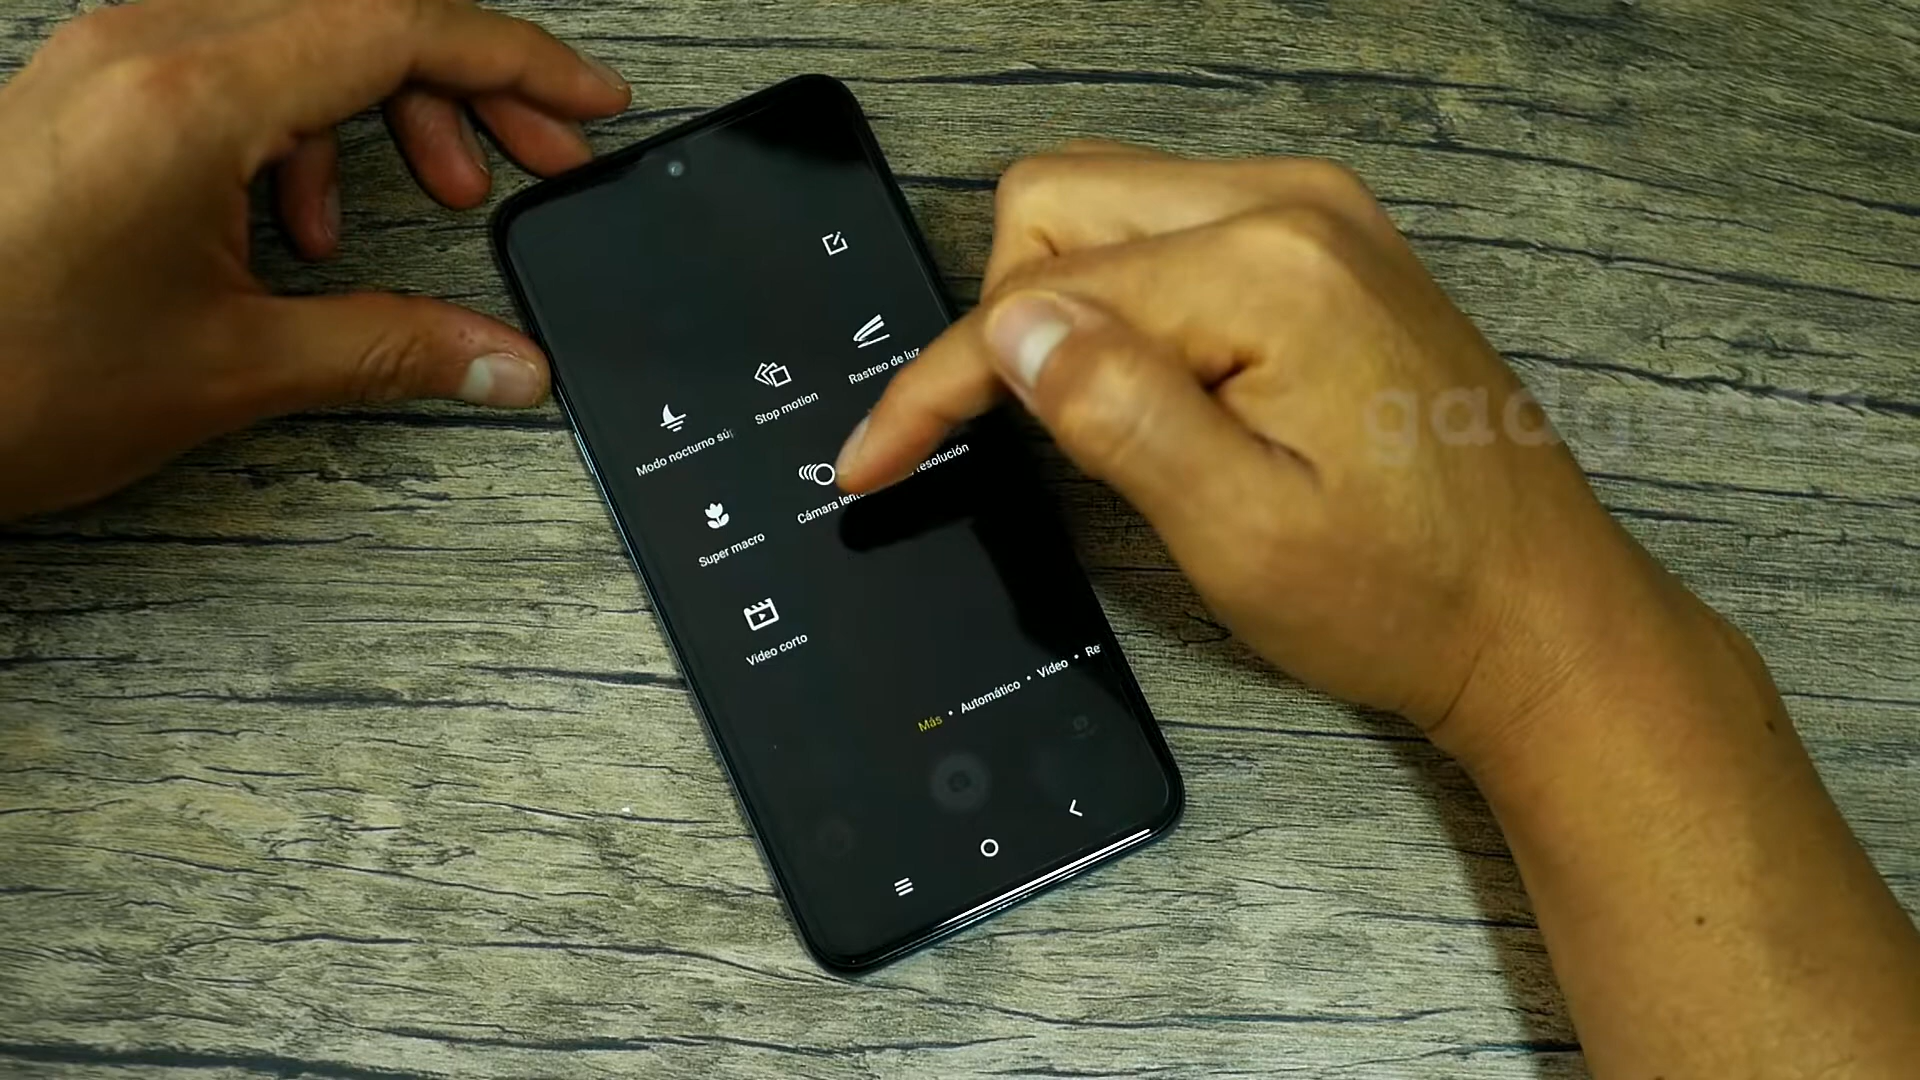 Rastreo de luz
Stop motion
Modo nocturno sú
resolución
Cámara lent
Super macro
Video corto
Más • Automático • Video • Re